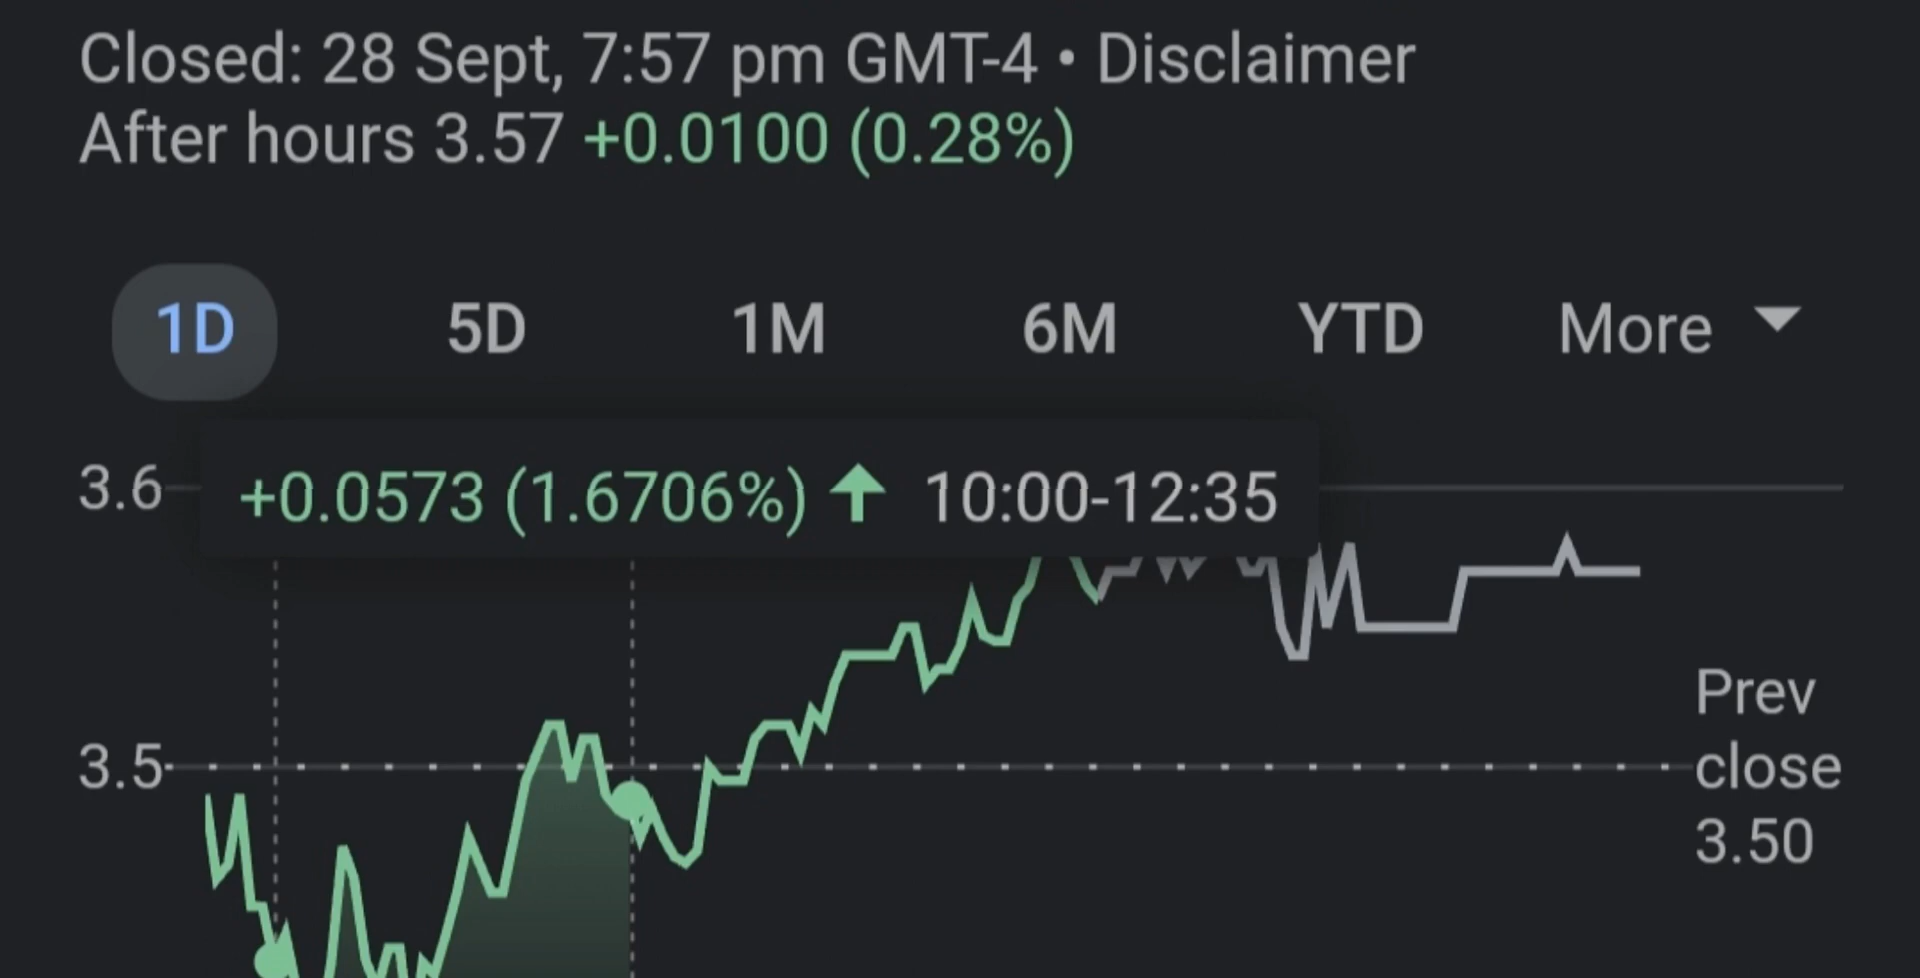 Closed: 28 Sept, 7:57 pm GMT-4 • Disclaimer
After hours 3.57 +0.0100 (0.28%)
1D 5D 1M 6M YTD More
3.6
+0.0573 (1.6706%) ↑ 10:00-12:35
3.5
Prev
close
3.50